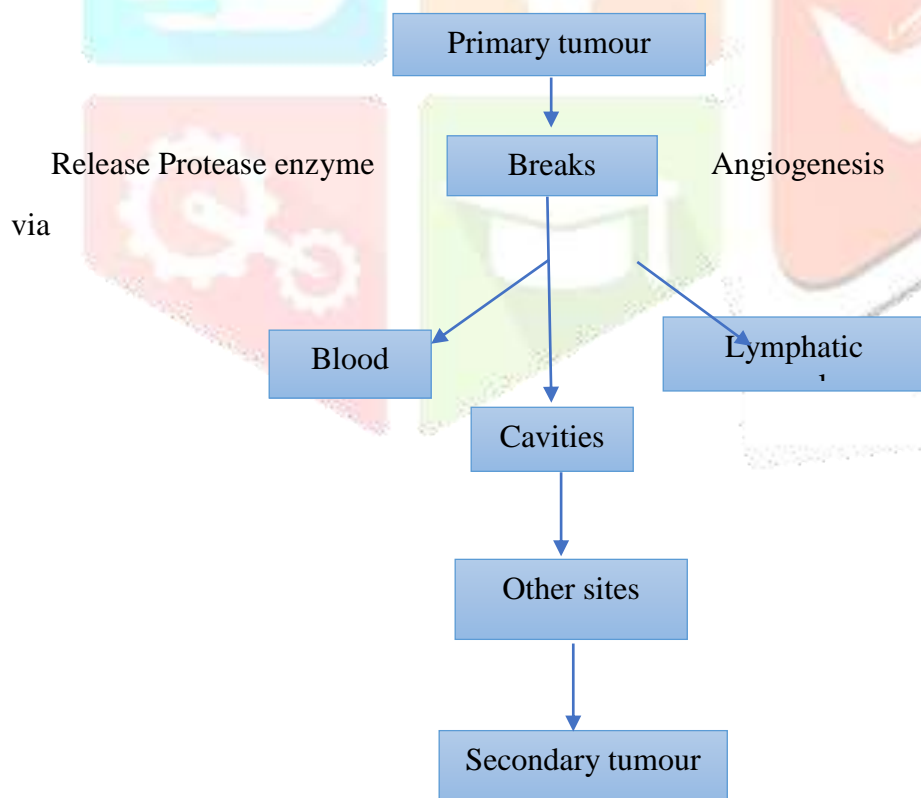 Primary tumour
Release Protease enzyme
Breaks
Angiogenesis
via
Blood
Lymphatic
Cavities
Other sites
Secondary tumour